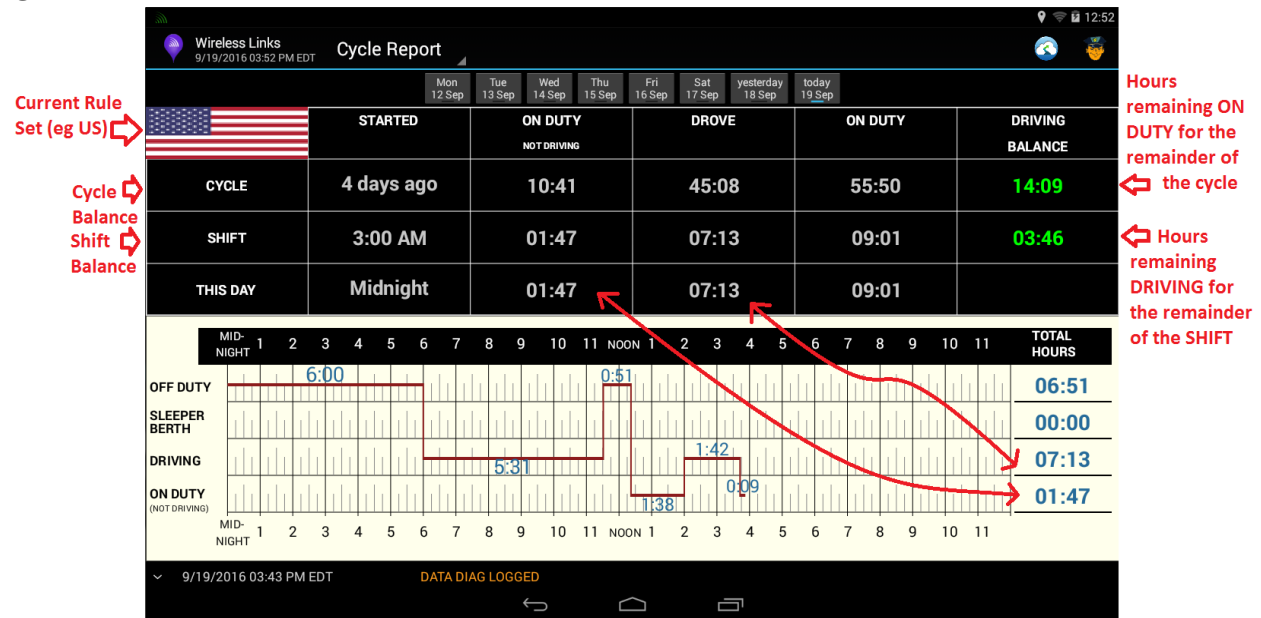 12:52
Wireless Links
9/19/2016 03:52 PM EDT
Cycle Report
Mon
12 Sep
Tue
13 Sep
Wed
14 Sep
Thu
15 Sep
Fri
16 Sep
Sat
17 Sep
yesterday
18 Sep
today
19 Sep
Current Rule
Set (eg US)
Hours
remaining ON
DUTY for the
remainder of
the cycle
STARTED
ON DUTY
NOT DRIVING
DROVE
ON DUTY
DRIVING
BALANCE
Cycle
Balance
CYCLE
4 days ago
10:41
45:08
55:50
14:09
Shift
Balance
SHIFT
3:00 AM
01:47
07:13
09:01
03:46
Hours
remaining
DRIVING for
the remainder
of the SHIFT
THIS DAY
Midnight
01:47
07:13
09:01
MID-
NIGHT 1 2 3 4 5 6 7 8 9 10 11 NOON 1 2 3 4 5 6 7 8 9 10 11
TOTAL
HOURS
OFF DUTY
6:00
0:51
06:51
SLEEPER
BERTH
00:00
DRIVING
5:31
1:42
07:13
ON DUTY
(NOT DRIVING)
1:38
0:09
01:47
MID-
NIGHT 1 2 3 4 5 6 7 8 9 10 11 NOON 1 2 3 4 5 6 7 8 9 10 11
9/19/2016 03:43 PM EDT
DATA DIAG LOGGED